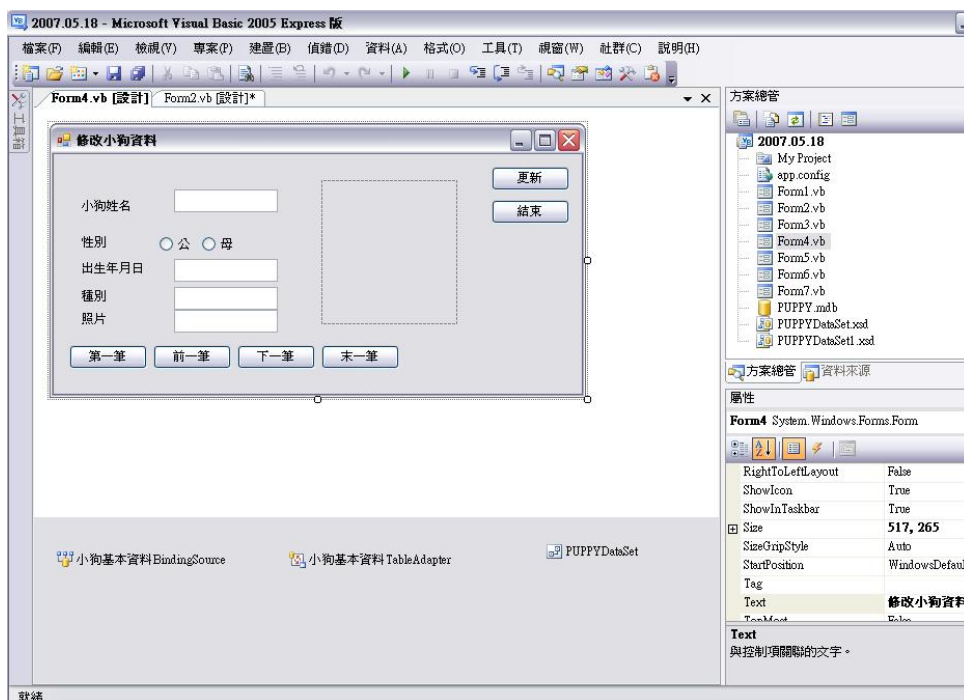 2007.05.18 - Microsoft Visual Basic 2005 Express 版
檔案(F) 編輯(E) 檢視(V) 專案(P) 建置(B) 偵錯(D) 資料(A) 格式(O) 工具(T) 視窗(W) 社群(C) 說明(H)
工具箱
Form4.vb [設計] Form2.vb [設計]*
修改小狗資料
更新
結束
小狗姓名
性別 公 母
出生年月日
種別
照片
第一筆 前一筆 下一筆 末一筆
小狗基本資料BindingSource 小狗基本資料TableAdapter PUPPYDataSet
方案總管
2007.05.18
My Project
app.config
Form1.vb
Form2.vb
Form3.vb
Form4.vb
Form5.vb
Form6.vb
Form7.vb
PUPPY.mdb
PUPPYDataSet.xsd
PUPPYDataSet1.xsd
方案總管 資料來源
屬性
Form4 System.Windows.Forms.Form
RightToLeftLayout False
ShowIcon True
ShowInTaskbar True
Size 517, 265
SizeGripStyle Auto
StartPosition WindowsDefaul
Tag
Text 修改小狗資料
TopMost False
Text
與控制項關聯的文字。
就緒